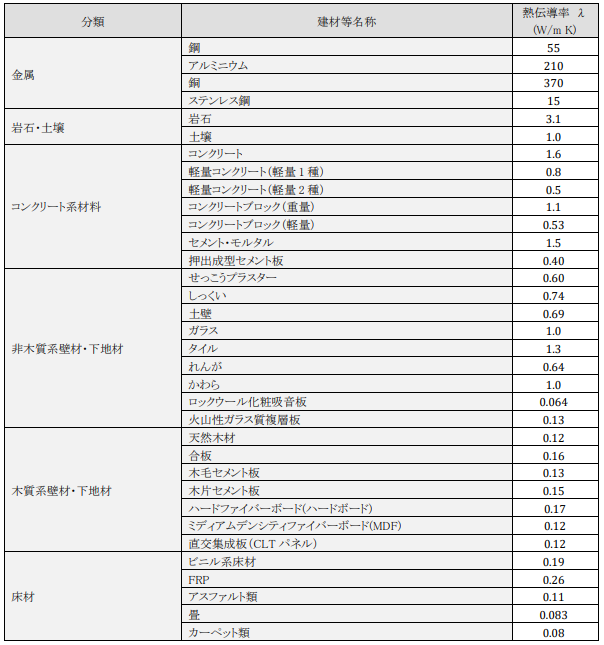 分類 建材等名称 熱伝導率 λ
(W/m K)
金属
鋼 55
アルミニウム 210
銅 370
ステンレス鋼 15
岩石・土壌
岩石 3.1
土壌 1.0
コンクリート系材料
コンクリート 1.6
軽量コンクリート(軽量1種) 0.8
軽量コンクリート(軽量2種) 0.5
コンクリートブロック(重量) 1.1
コンクリートブロック(軽量) 0.53
セメント・モルタル 1.5
押出成型セメント板 0.40
非木質系壁材・下地材
せっこうプラスター 0.60
しっくい 0.74
土壁 0.69
ガラス 1.0
タイル 1.3
れんが 0.64
かわら 1.0
ロックウール化粧吸音板 0.064
火山性ガラス質複層板 0.13
木質系壁材・下地材
天然木材 0.12
合板 0.16
木毛セメント板 0.13
木片セメント板 0.15
ハードファイバーボード(ハードボード) 0.17
ミディアムデンシティファイバーボード(MDF) 0.12
直交集成板(CLTパネル) 0.12
床材
ビニル系床材 0.19
FRP 0.26
アスファルト類 0.11
畳 0.083
カーペット類 0.08